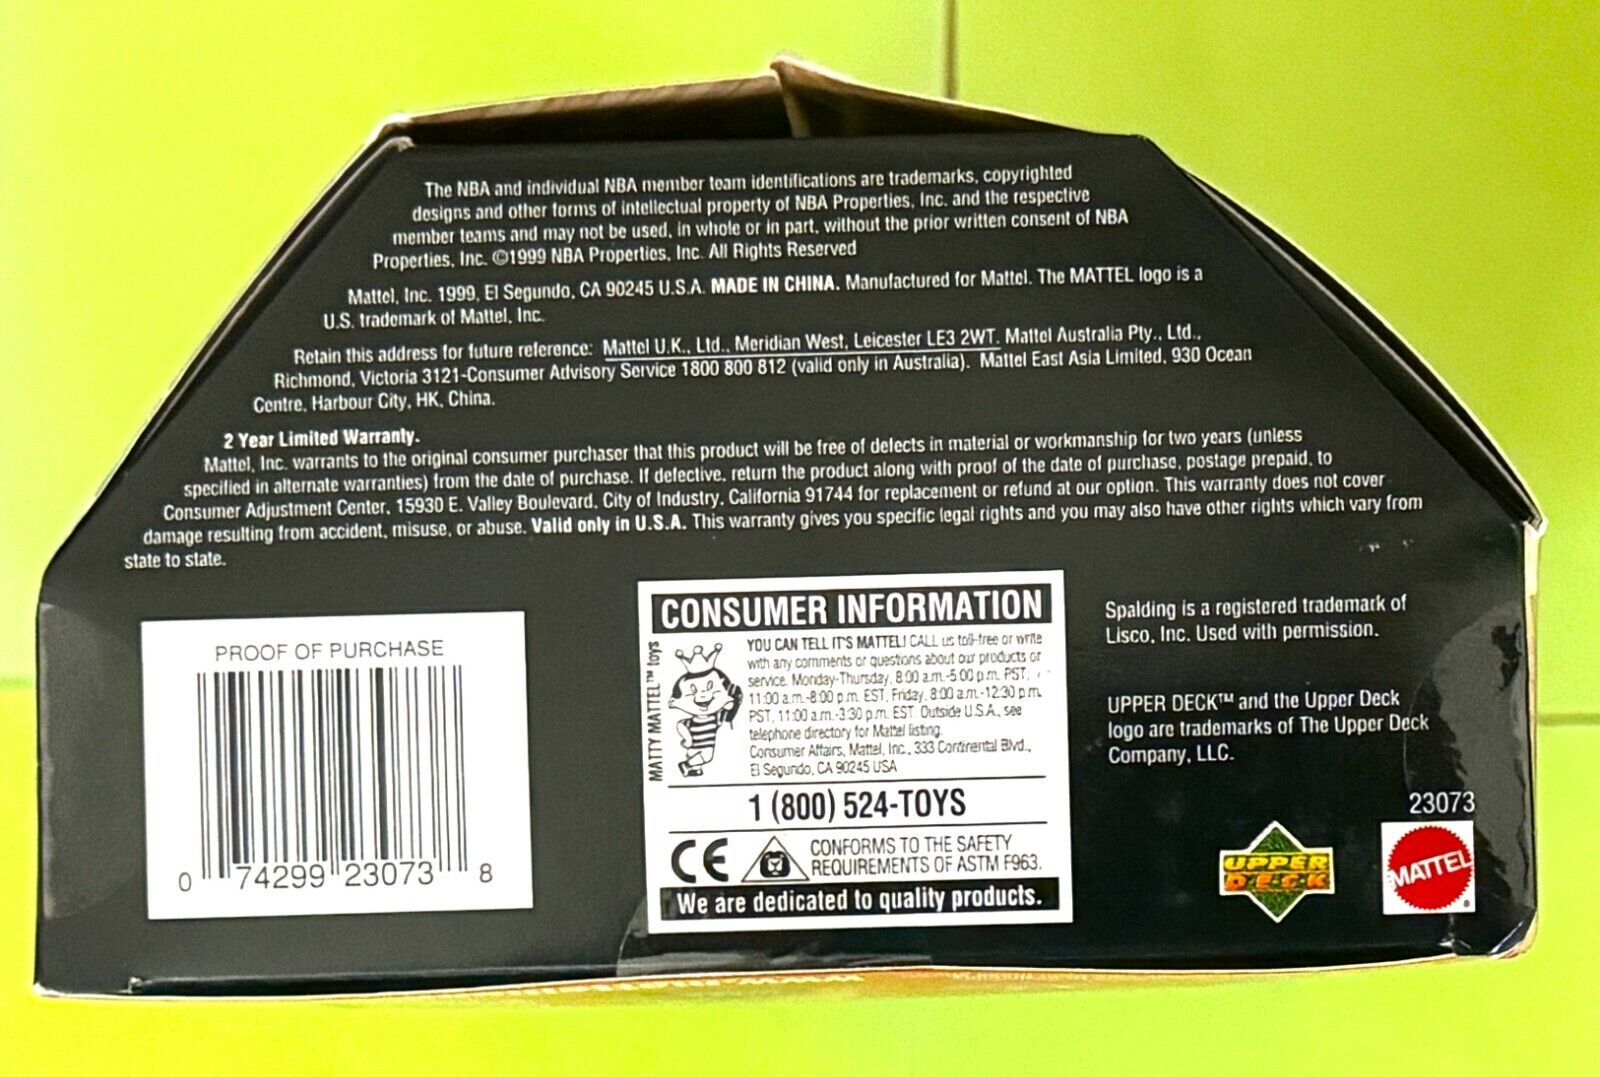 The NBA and individual NBA member team identifications are trademarks, copyrighted
designs and other forms of intellectual property of NBA Properties, Inc. and the respective
member teams and may not be used, in whole or in part, without the prior written consent of NBA
Properties, Inc. ©1999 NBA Properties, Inc. All Rights Reserved
Mattel, Inc. 1999, El Segundo, CA 90245 U.S.A. MADE IN CHINA. Manufactured for Mattel. The MATTEL logo is a
U.S. trademark of Mattel, Inc.
Retain this address for future reference: Mattel U.K., Ltd., Meridian West, Leicester LE3 2WT. Mattel Australia Pty., Ltd.,
Richmond, Victoria 3121-Consumer Advisory Service 1800 800 812 (valid only in Australia). Mattel East Asia Limited, 930 Ocean
Centre, Harbour City, HK, China.
2 Year Limited Warranty.
Mattel, Inc. warrants to the original consumer purchaser that this product will be free of defects in material or workmanship for two years (unless
specified in alternate warranties) from the date of purchase. If defective, return the product along with proof of the date of purchase, postage prepaid, to
Consumer Adjustment Center, 15930 E. Valley Boulevard, City of Industry, California 91744 for replacement or refund at our option. This warranty does not cover
damage resulting from accident, misuse, or abuse. Valid only in U.S.A. This warranty gives you specific legal rights and you may also have other rights which vary from
state to state.
PROOF OF PURCHASE
0 74299 23073 8
CONSUMER INFORMATION
MATTY MATTEL™ toys
YOU CAN TELL IT'S MATTEL! CALL us toll-free or write
with any comments or questions about our products or
service. Monday-Thursday, 8:00 a.m.-5:00 p.m. PST,
11:00 a.m.-8:00 p.m. EST, Friday, 8:00 a.m.-12:30 p.m.
PST, 11:00 a.m.-3:30 p.m. EST. Outside U.S.A., see
telephone directory for Mattel listing.
Consumer Affairs, Mattel, Inc., 333 Continental Blvd.,
El Segundo, CA 90245 USA
1 (800) 524-TOYS
CE
CONFORMS TO THE SAFETY
REQUIREMENTS OF ASTM F963.
We are dedicated to quality products.
Spalding is a registered trademark of
Lisco, Inc. Used with permission.
UPPER DECK™ and the Upper Deck
logo are trademarks of The Upper Deck
Company, LLC.
23073
UPPER
DECK
MATTEL